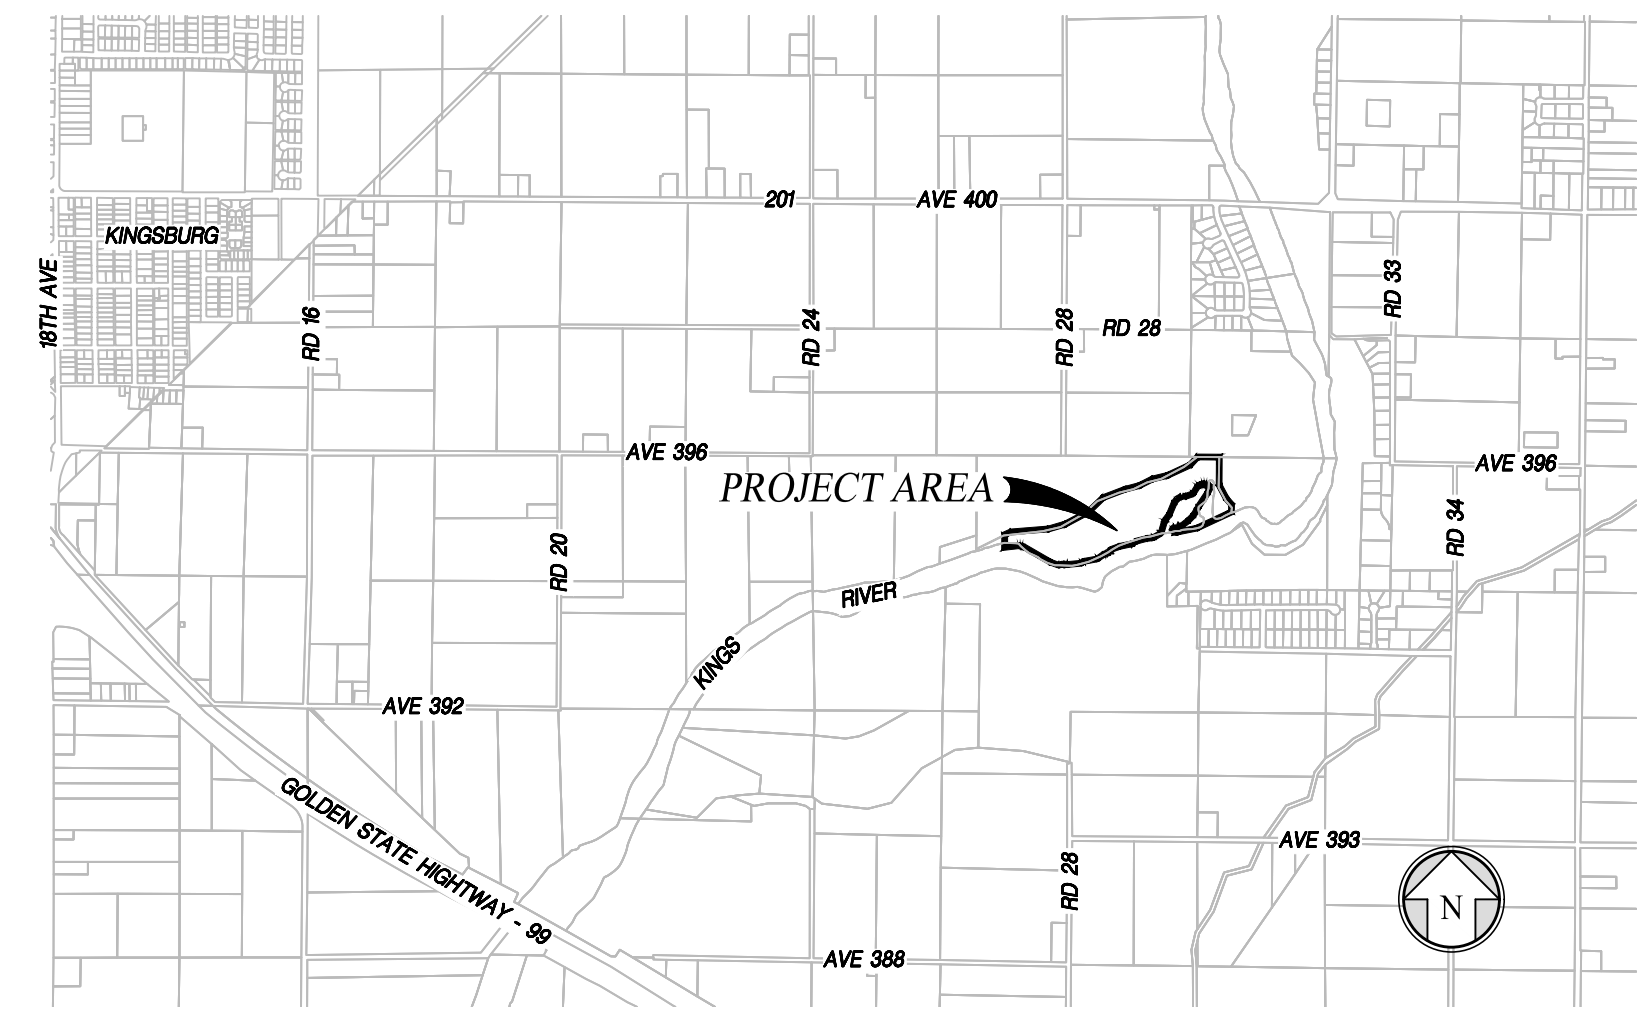 201
AVE 400
KINGSBURG
18TH AVE
RD 16
RD 24
RD 28
RD 28
RD 33
AVE 396
AVE 396
PROJECT AREA
RD 20
RD 34
RIVER
KINGS
AVE 392
GOLDEN STATE HIGHTWAY - 99
AVE 393
RD 28
N
AVE 388